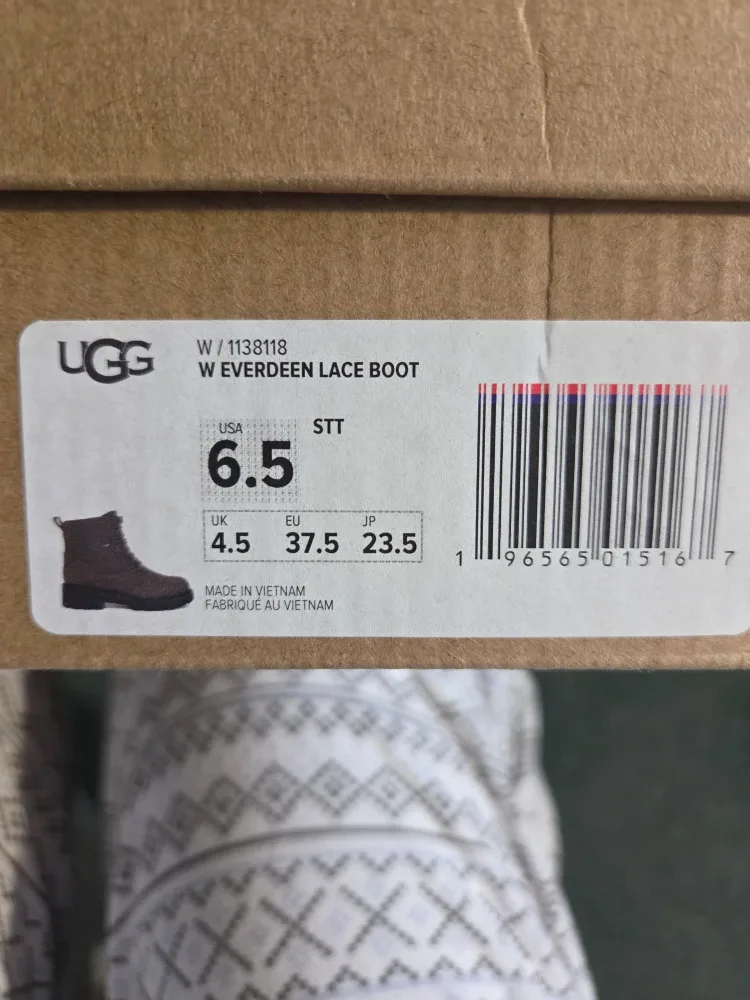 UGG
W / 1138118
W EVERDEEN LACE BOOT
USA
6.5
STT
UK EU JP
4.5 37.5 23.5
MADE IN VIETNAM
FABRIQUÉ AU VIETNAM
1 96565 01516 7